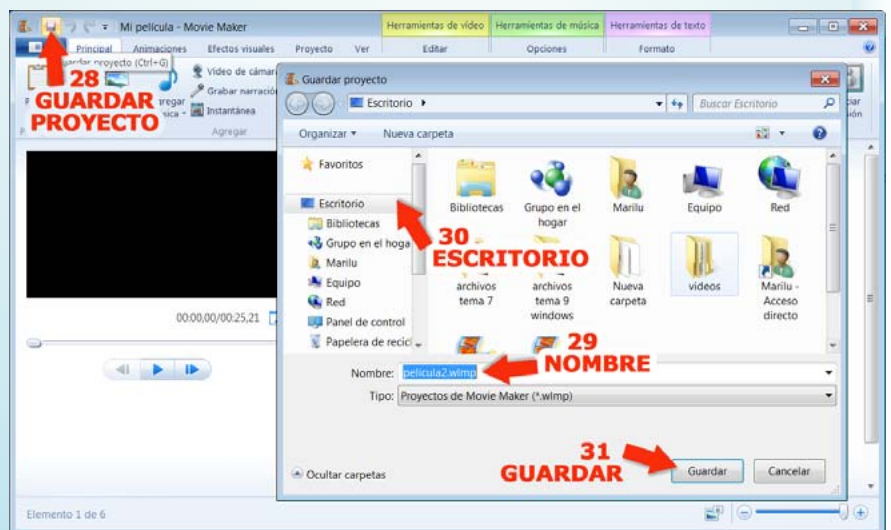 Mi película - Movie Maker
Herramientas de vídeo
Herramientas de música
Herramientas de texto
Principal
Animaciones
Efectos visuales
Proyecto
Ver
Editar
Opciones
Formato
proyecto (Ctrl+G)
28
GUARDAR
PROYECTO
Vídeo de cámara
Grabar narración
Instantánea
Agregar
Guardar proyecto
Escritorio
Buscar Escritorio
Organizar
Nueva carpeta
Favoritos
Escritorio
Bibliotecas
Grupo en el hoga
Marilu
Equipo
Red
Panel de control
Papelera de recicl
Bibliotecas
Grupo en el
hogar
Marilu
Equipo
Red
30
ESCRITORIO
archivos
tema 7
archivos
tema 9
windows
Nueva
carpeta
videos
Marilu -
Acceso
directo
00:00,00/00:25,21
29
NOMBRE
Nombre: pelicula2.wlmp
Tipo: Proyectos de Movie Maker (*.wlmp)
31
GUARDAR
Ocultar carpetas
Guardar
Cancelar
Elemento 1 de 6